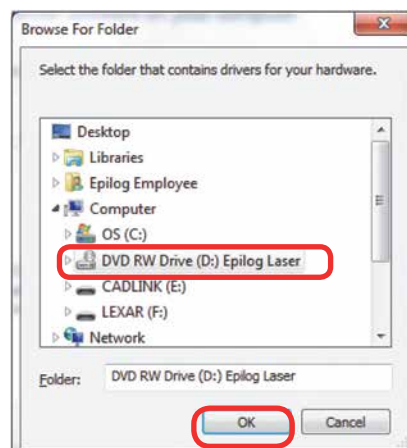 Browse For Folder
Select the folder that contains drivers for your hardware.
Desktop
Libraries
Epilog Employee
Computer
OS (C:)
DVD RW Drive (D:) Epilog Laser
CADLINK (E:)
LEXAR (F:)
Network
Folder: DVD RW Drive (D:) Epilog Laser
OK Cancel